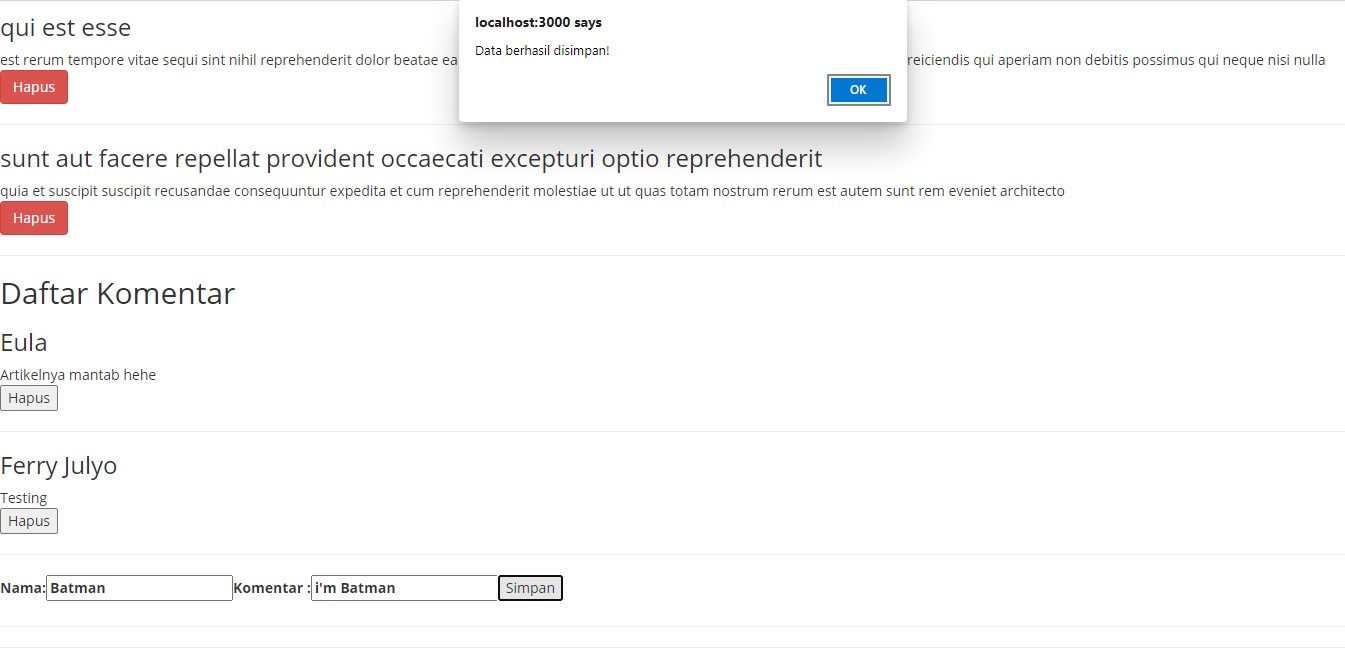 localhost:3000 says
Data berhasil disimpan!
OK
qui est esse
est rerum tempore vitae sequi sint nihil reprehenderit dolor beatae ea reiciendis qui aperiam non debitis possimus qui neque nisi nulla
Hapus
sunt aut facere repellat provident occaecati excepturi optio reprehenderit
quia et suscipit suscipit recusandae consequuntur expedita et cum reprehenderit molestiae ut ut quas totam nostrum rerum est autem sunt rem eveniet architecto
Hapus
Daftar Komentar
Eula
Artikelnya mantab hehe
Hapus
Ferry Julyo
Testing
Hapus
Nama: Batman Komentar : i'm Batman Simpan